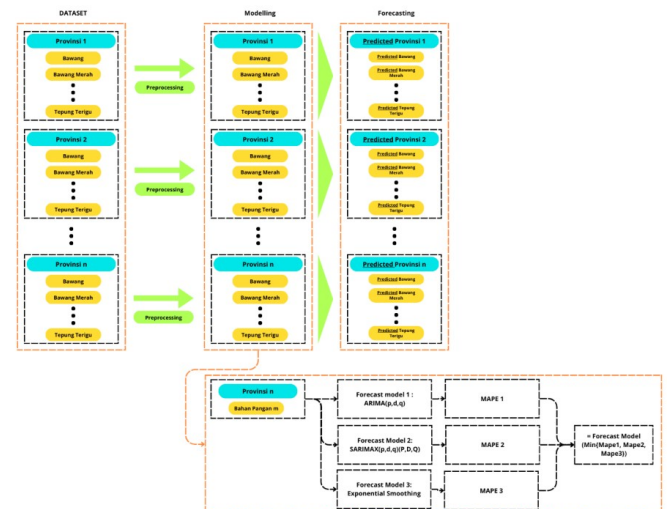 DATASET
Modelling
Forecasting
Provinsi 1
Bawang
Bawang Merah
Tepung Terigu
Preprocessing
Provinsi 1
Bawang
Bawang Merah
Tepung Terigu
Predicted Provinsi 1
Predicted Bawang
Predicted Bawang
Merah
Predicted Tepung
Terigu
Provinsi 2
Bawang
Bawang Merah
Tepung Terigu
Preprocessing
Provinsi 2
Bawang
Bawang Merah
Tepung Terigu
Predicted Provinsi 2
Predicted Bawang
Predicted Bawang
Merah
Predicted Tepung
Terigu
Provinsi n
Bawang
Bawang Merah
Tepung Terigu
Preprocessing
Provinsi n
Bawang
Bawang Merah
Tepung Terigu
Predicted Provinsi n
Predicted Bawang
Predicted Bawang
Merah
Predicted Tepung
Terigu
Provinsi n
Bahan Pangan m
Forecast model 1 :
ARIMA(p,d,q)
MAPE 1
Forecast Model 2:
SARIMAX(p,d,q)(P,D,Q)
MAPE 2
Forecast Model 3:
Exponential Smoothing
MAPE 3
= Forecast Model
(Min{Mape1, Mape2,
Mape3})